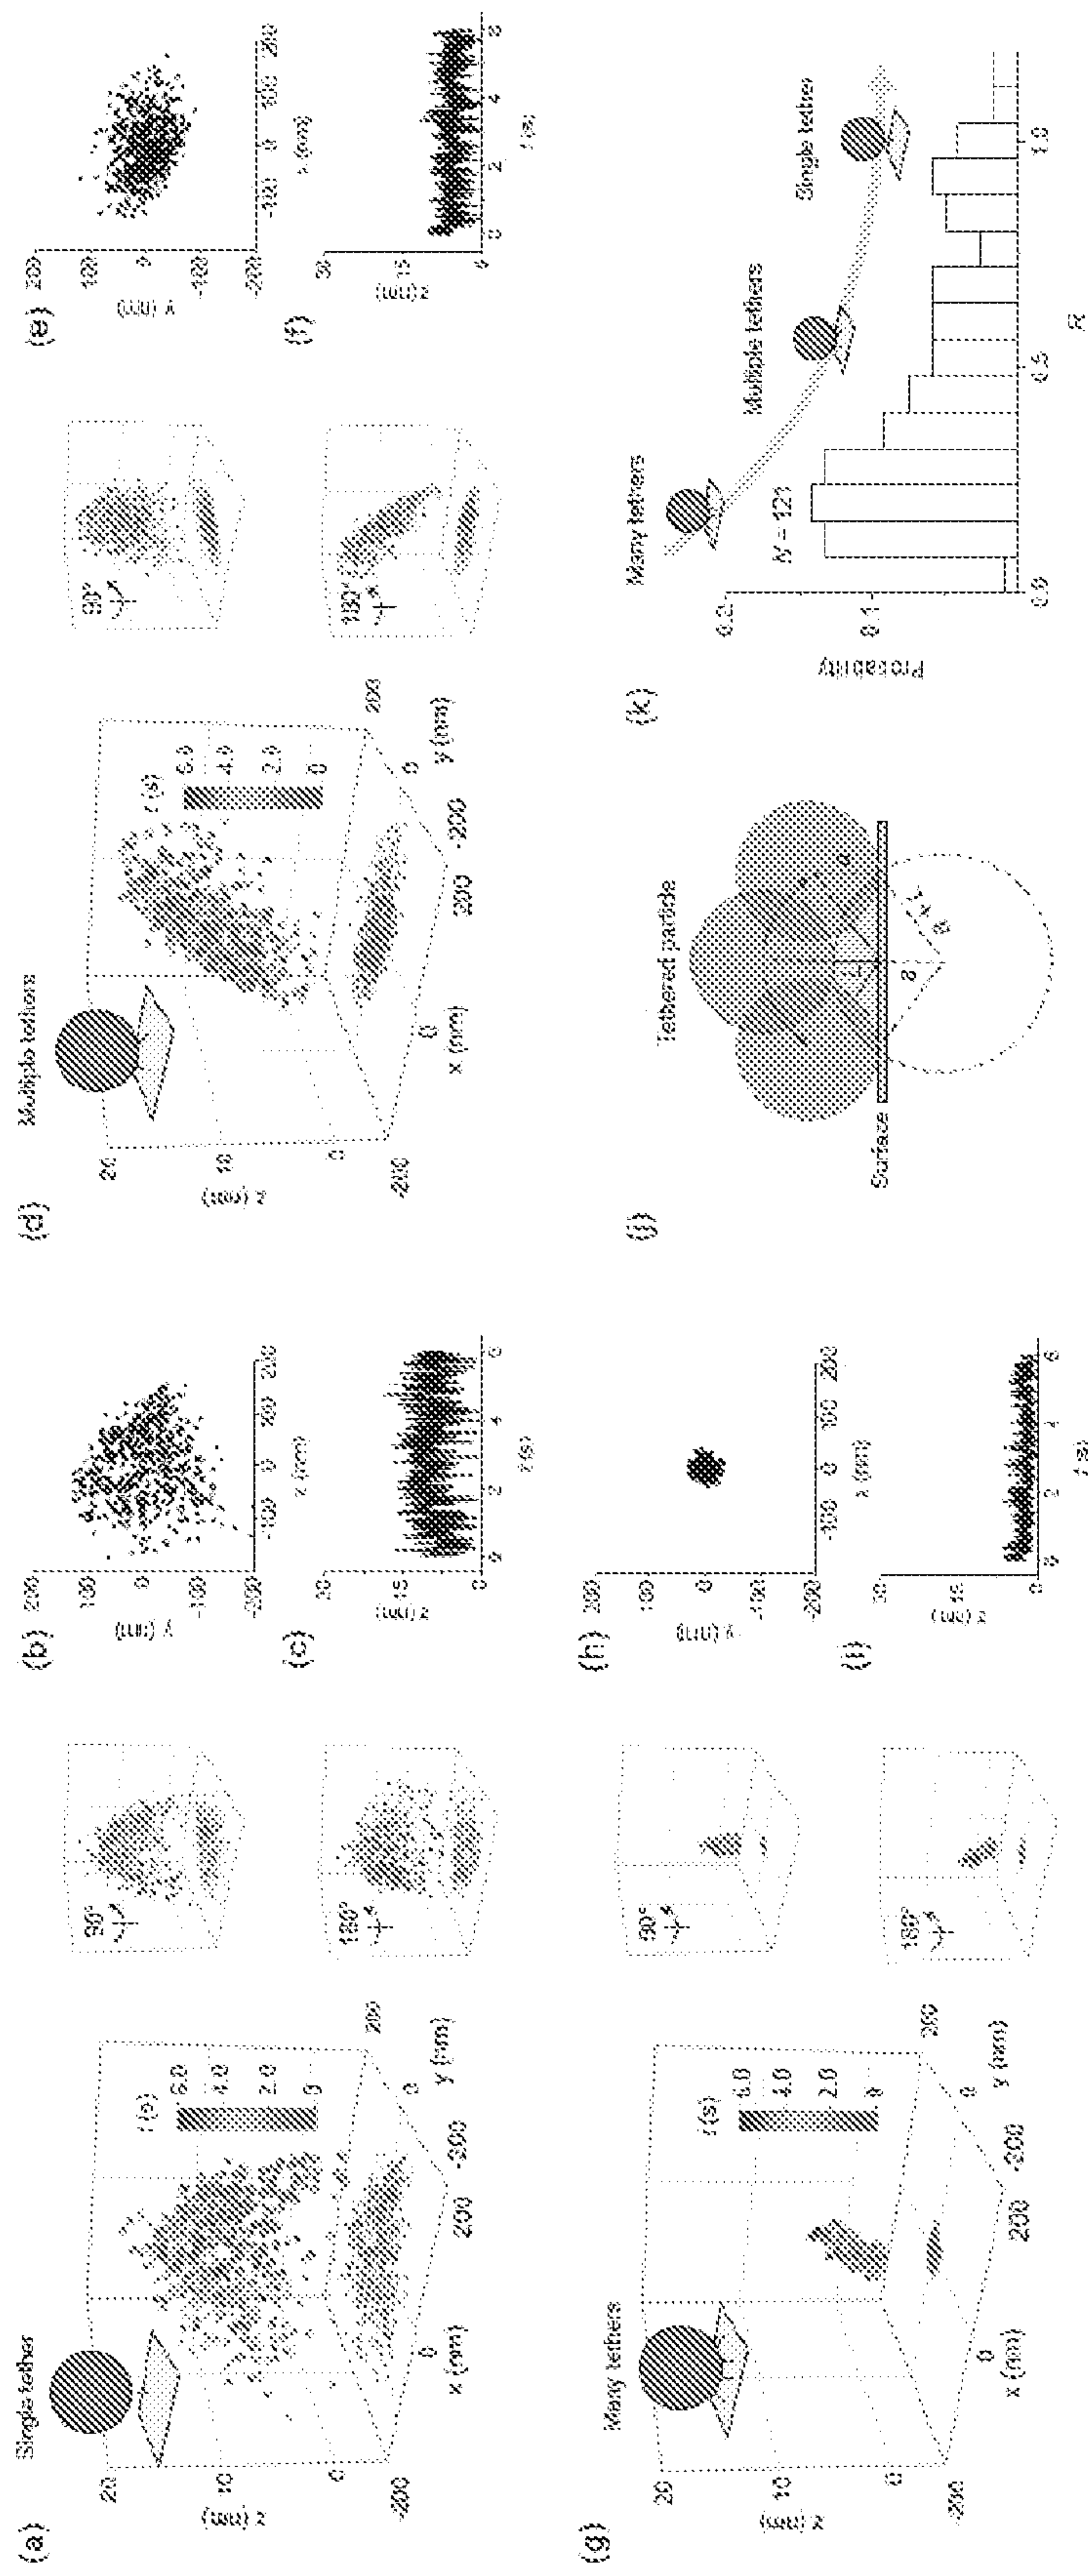 (a)
Single tether
z (nm)
20
10
0
-200
0
x (nm)
200
-200
0
y (nm)
200
t (s)
6.0
4.0
2.0
0
90°
180°
(b)
y (nm)
200
100
0
-100
-200
-100
0
100
200
x (nm)
(c)
z (nm)
30
15
0
0
2
4
6
t (s)
(d)
Multiple tethers
z (nm)
20
10
0
-200
0
x (nm)
200
-200
0
y (nm)
200
t (s)
6.0
4.0
2.0
0
90°
180°
(e)
y (nm)
200
100
0
-100
-200
-100
0
100
200
x (nm)
(f)
z (nm)
30
15
0
0
2
4
6
t (s)
(g)
Many tethers
z (nm)
20
10
0
-200
0
x (nm)
200
-200
0
y (nm)
200
t (s)
6.0
4.0
2.0
0
90°
180°
(h)
y (nm)
200
100
0
-100
-200
-100
0
100
200
x (nm)
(i)
z (nm)
30
15
0
0
2
4
6
t (s)
(j)
Tethered particle
Surface
L
a
a
a + L
(k)
Probability
0.2
0.1
N = 121
Many tethers
Multiple tethers
Single tether
0.0
0.5
1.0
R